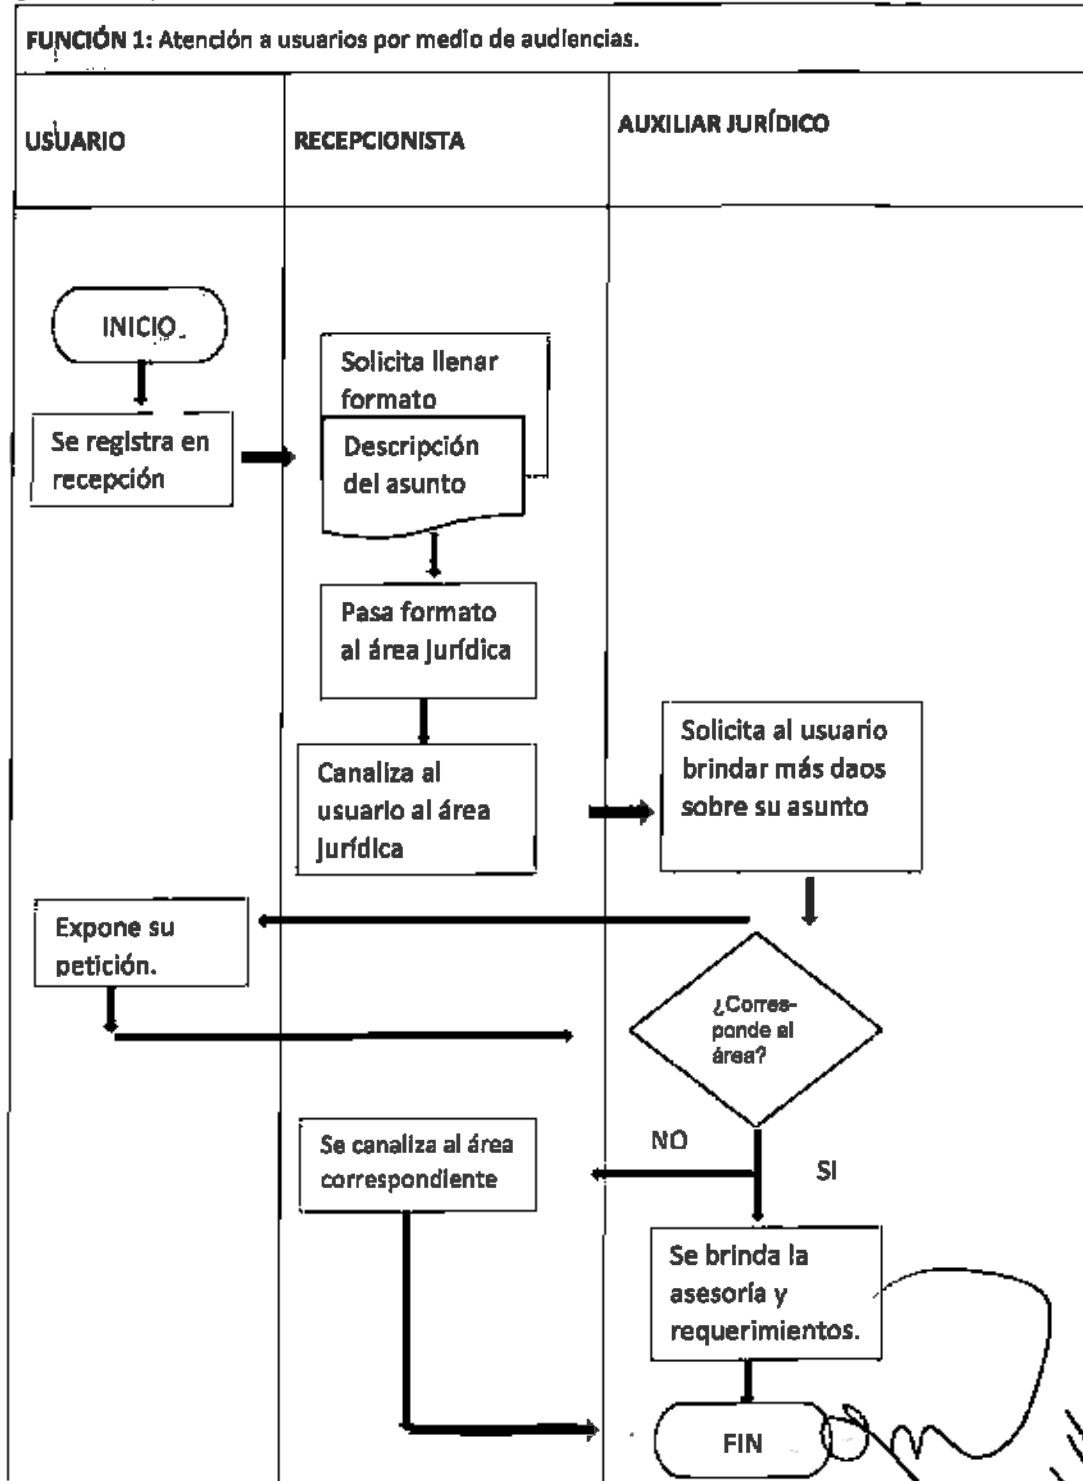 FUNCIÓN 1: Atención a usuarios por medio de audiencias.
USUARIO
RECEPCIONISTA
AUXILIAR JURÍDICO
INICIO
Se registra en
recepción
Solicita llenar
formato
Descripción
del asunto
Pasa formato
al área jurídica
Canaliza al
usuario al área
jurídica
Solicita al usuario
brindar más daos
sobre su asunto
Expone su
petición.
¿Corres-
ponde al
área?
NO
SI
Se canaliza al área
correspondiente
Se brinda la
asesoría y
requerimientos.
FIN